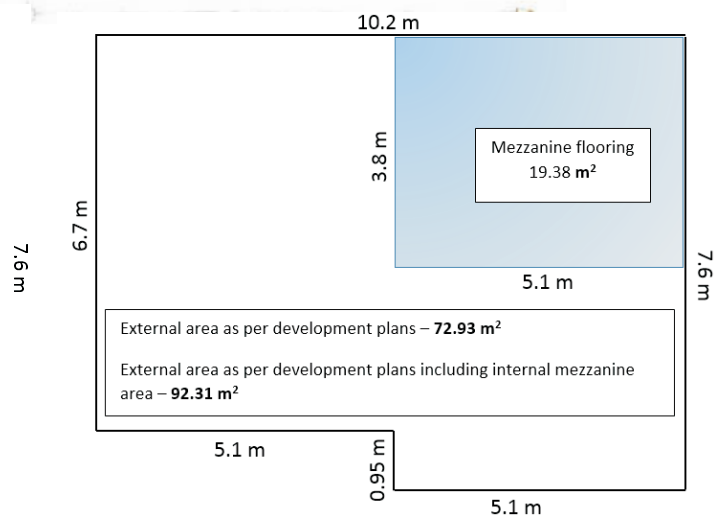 10.2 m
Mezzanine flooring
19.38 m²
3.8 m
6.7 m
7.6 m
7.6 m
5.1 m
External area as per development plans – 72.93 m²
External area as per development plans including internal mezzanine
area – 92.31 m²
5.1 m
0.95 m
5.1 m